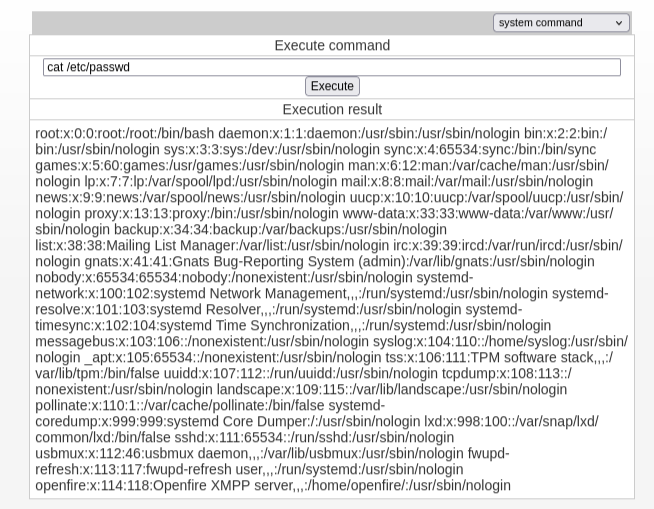 system command
Execute command
cat /etc/passwd
Execute
Execution result
root:x:0:0:root:/root:/bin/bash daemon:x:1:1:daemon:/usr/sbin:/usr/sbin/nologin bin:x:2:2:bin:/
bin:/usr/sbin/nologin sys:x:3:3:sys:/dev:/usr/sbin/nologin sync:x:4:65534:sync:/bin:/bin/sync
games:x:5:60:games:/usr/games:/usr/sbin/nologin man:x:6:12:man:/var/cache/man:/usr/sbin/
nologin lp:x:7:7:lp:/var/spool/lpd:/usr/sbin/nologin mail:x:8:8:mail:/var/mail:/usr/sbin/nologin
news:x:9:9:news:/var/spool/news:/usr/sbin/nologin uucp:x:10:10:uucp:/var/spool/uucp:/usr/sbin/
nologin proxy:x:13:13:proxy:/bin:/usr/sbin/nologin www-data:x:33:33:www-data:/var/www:/usr/
sbin/nologin backup:x:34:34:backup:/var/backups:/usr/sbin/nologin
list:x:38:38:Mailing List Manager:/var/list:/usr/sbin/nologin irc:x:39:39:ircd:/var/run/ircd:/usr/sbin/
nologin gnats:x:41:41:Gnats Bug-Reporting System (admin):/var/lib/gnats:/usr/sbin/nologin
nobody:x:65534:65534:nobody:/nonexistent:/usr/sbin/nologin systemd-
network:x:100:102:systemd Network Management,,,:/run/systemd:/usr/sbin/nologin systemd-
resolve:x:101:103:systemd Resolver,,,:/run/systemd:/usr/sbin/nologin systemd-
timesync:x:102:104:systemd Time Synchronization,,,:/run/systemd:/usr/sbin/nologin
messagebus:x:103:106::/nonexistent:/usr/sbin/nologin syslog:x:104:110::/home/syslog:/usr/sbin/
nologin _apt:x:105:65534::/nonexistent:/usr/sbin/nologin tss:x:106:111:TPM software stack,,,:/
var/lib/tpm:/bin/false uuidd:x:107:112::/run/uuidd:/usr/sbin/nologin tcpdump:x:108:113::/
nonexistent:/usr/sbin/nologin landscape:x:109:115::/var/lib/landscape:/usr/sbin/nologin
pollinate:x:110:1::/var/cache/pollinate:/bin/false systemd-
coredump:x:999:999:systemd Core Dumper:/:/usr/sbin/nologin lxd:x:998:100::/var/snap/lxd/
common/lxd:/bin/false sshd:x:111:65534::/run/sshd:/usr/sbin/nologin
usbmux:x:112:46:usbmux daemon,,,:/var/lib/usbmux:/usr/sbin/nologin fwupd-
refresh:x:113:117:fwupd-refresh user,,,:/run/systemd:/usr/sbin/nologin
openfire:x:114:118:Openfire XMPP server,,,:/home/openfire/:/usr/sbin/nologin